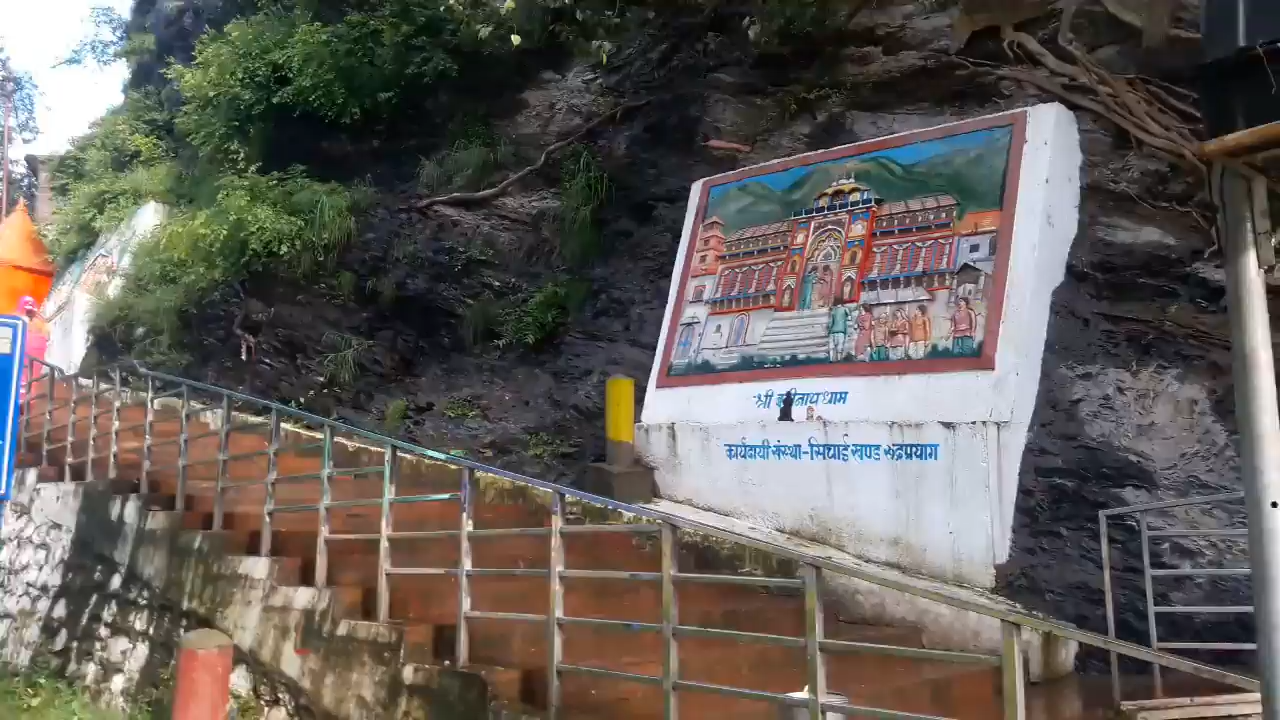 श्री बद्रीनाथ धाम
कार्यदायी संस्था-सिंचाई खण्ड रूद्रप्रयाग